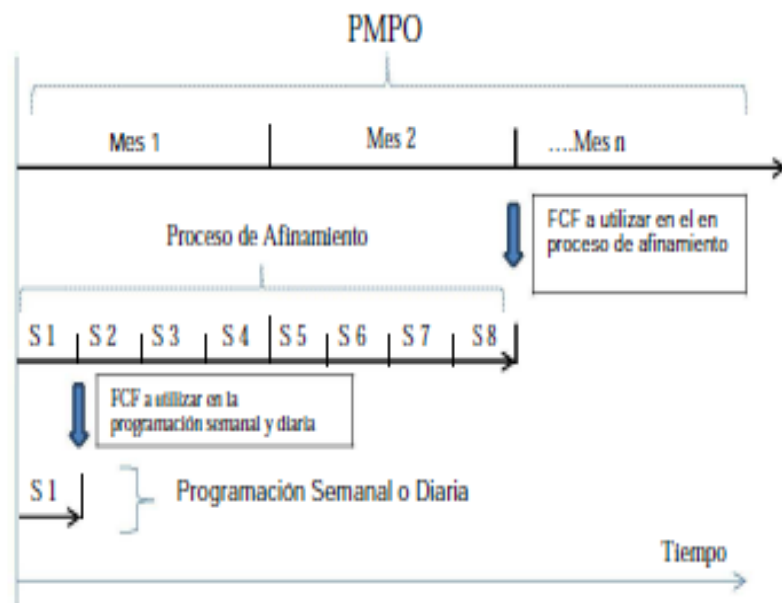 PMPO
Mes 1 Mes 2 ....Mes n
FCF a utilizar en el en
proceso de afinamiento
Proceso de Afinamiento
S 1 S 2 S 3 S 4 S 5 S 6 S 7 S 8
FCF a utilizar en la
programación semanal y diaria
S 1
Programación Semanal o Diaria
Tiempo